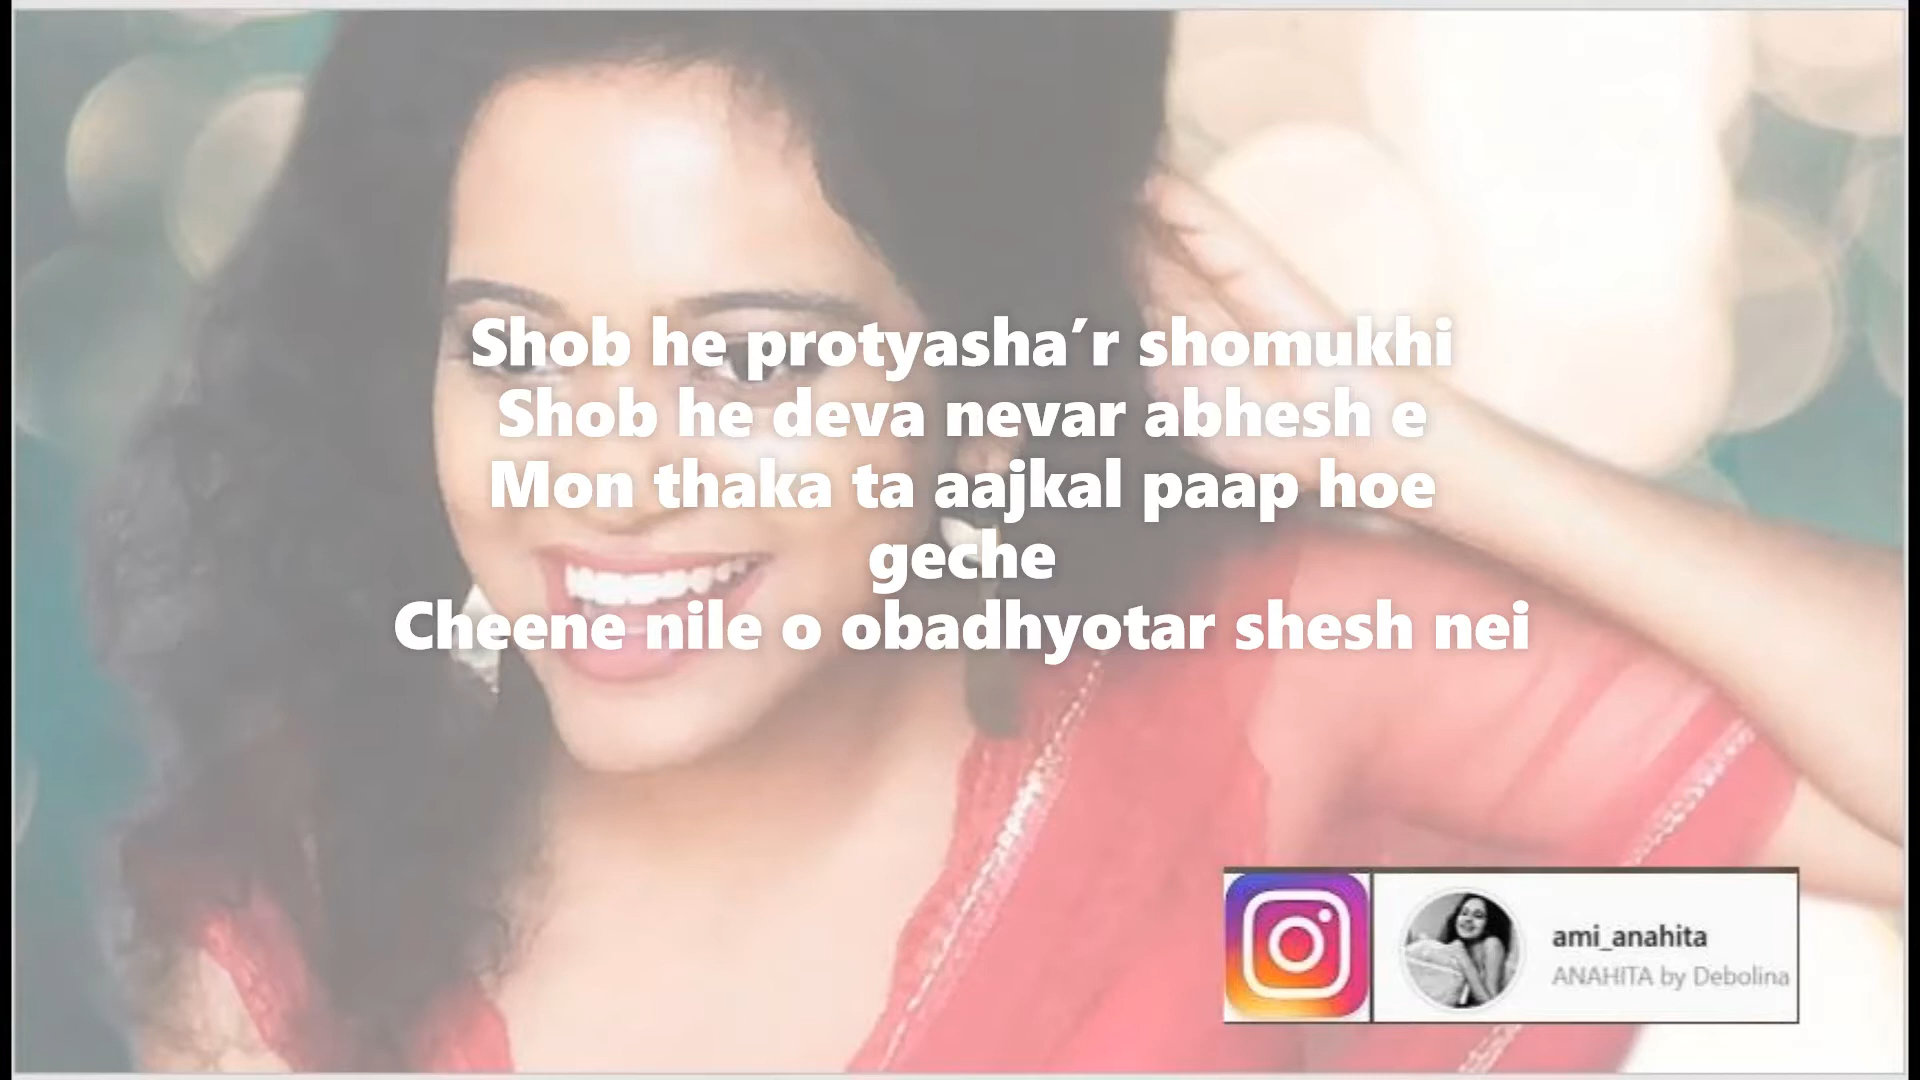 Shob he protyasha’r shomukhi
Shob he deva nevar abhesh e
Mon thaka ta aajkal paap hoe
geche
Cheene nile o obadhyotar shesh nei
ami_anahita
ANAHITA by Debolina